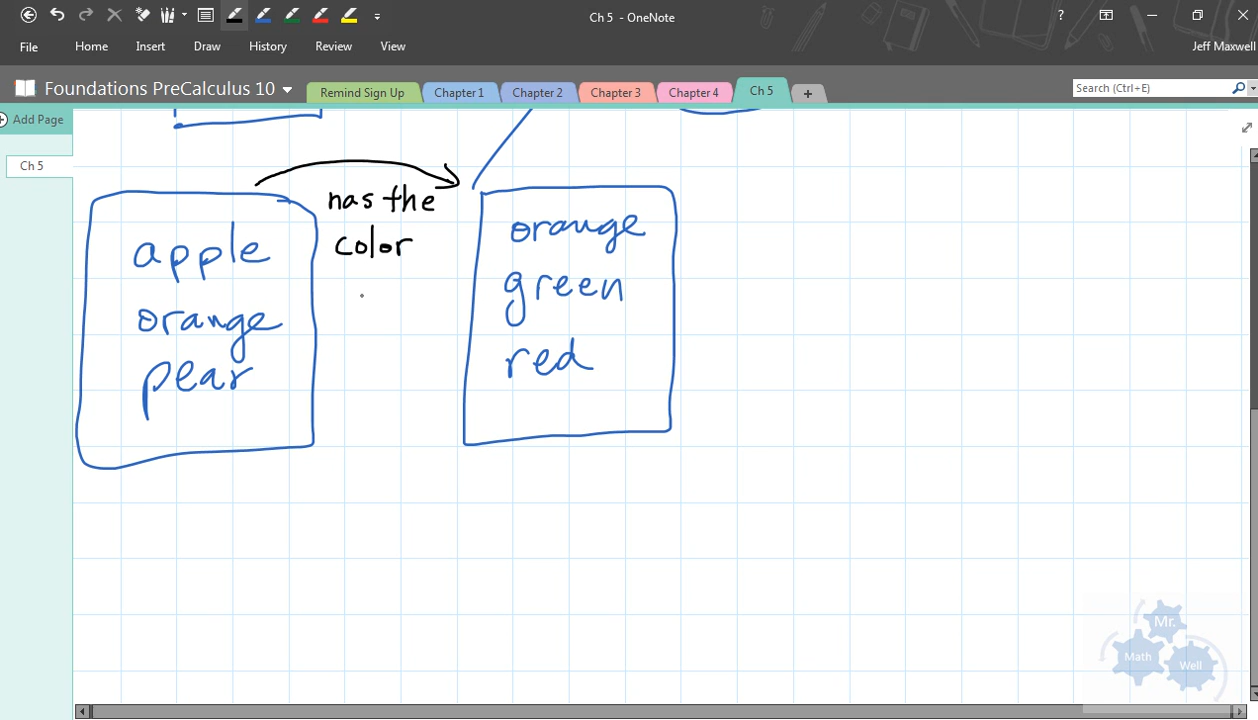 Ch 5 - OneNote
?
File
Home
Insert
Draw
History
Review
View
Jeff Maxwell
Foundations PreCalculus 10
Remind Sign Up
Chapter 1
Chapter 2
Chapter 3
Chapter 4
Ch 5
Search (Ctrl+E)
Add Page
Ch 5
has the
color
apple
orange
pear
orange
green
red
Mr.
Math
Well